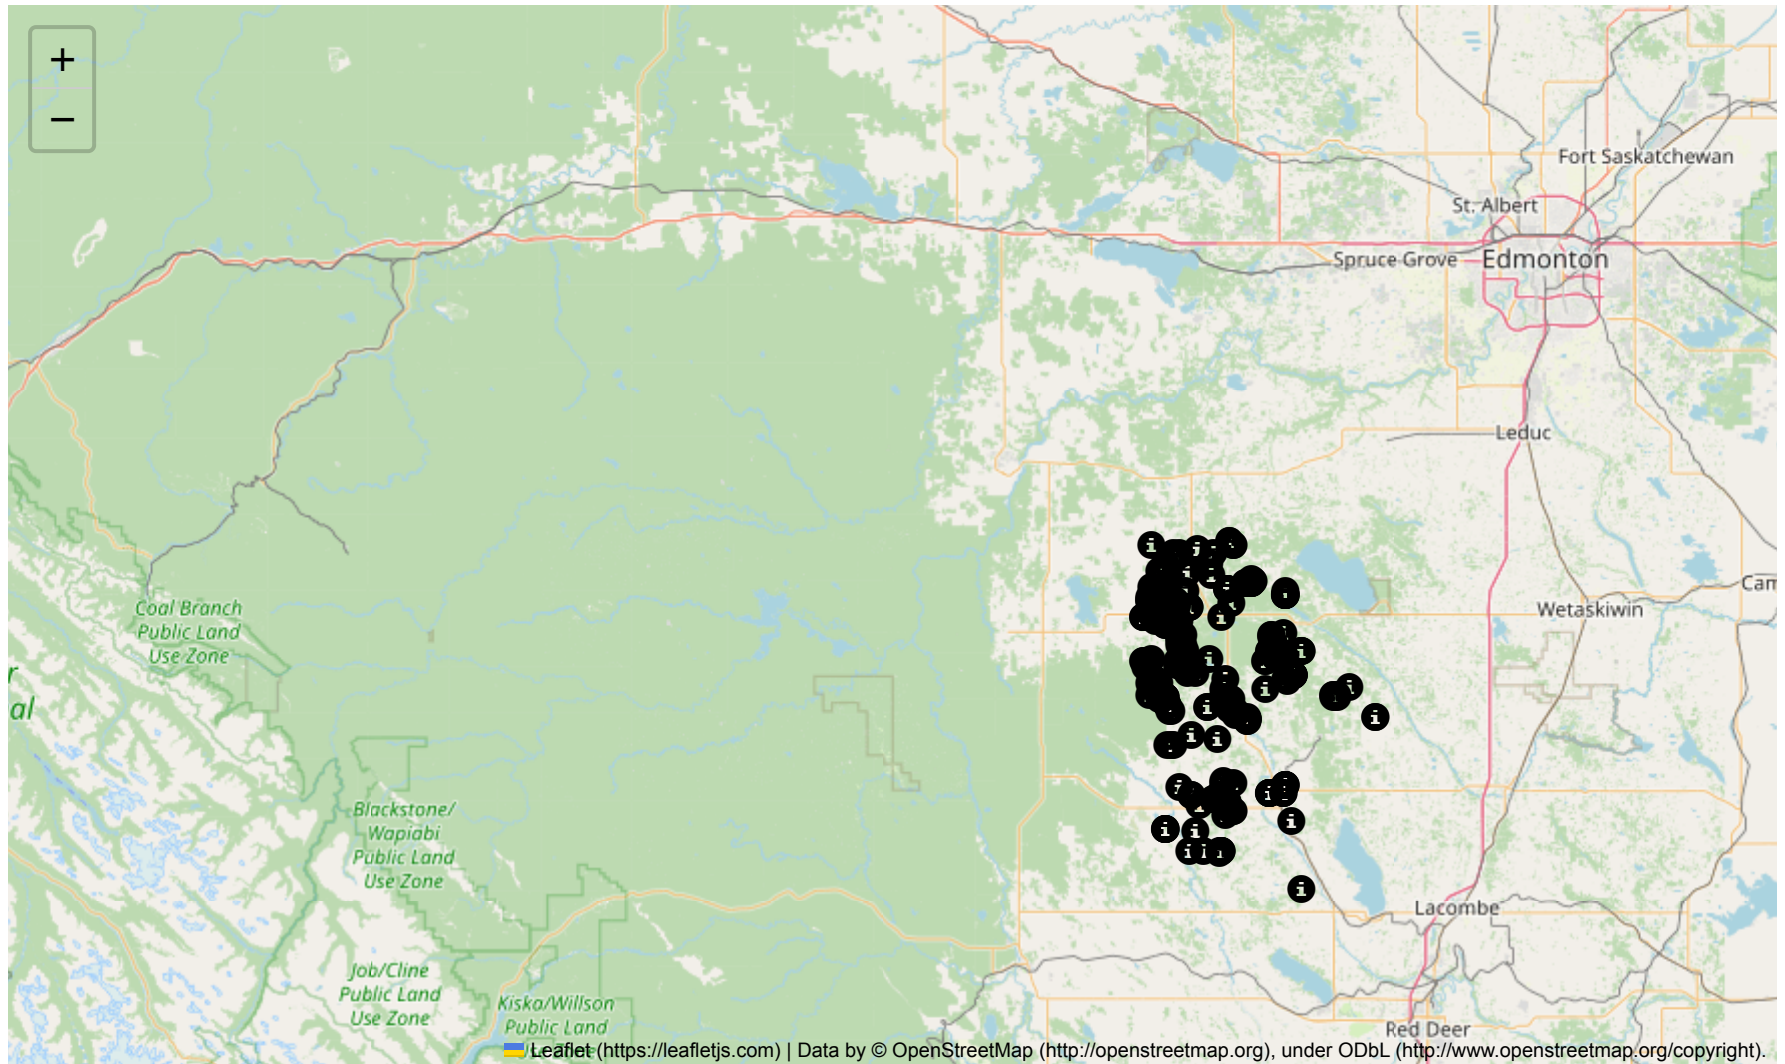 +
−
Fort Saskatchewan
St. Albert
Spruce Grove
Edmonton
Leduc
Wetaskiwin
Cam
Coal Branch
Public Land
Use Zone
r
al
Blackstone/
Wapiabi
Public Land
Use Zone
Lacombe
Job/Cline
Public Land
Use Zone
Kiska/Willson
Public Land
Red Deer
Leaflet (https://leafletjs.com) | Data by © OpenStreetMap (http://openstreetmap.org), under ODbL (http://www.openstreetmap.org/copyright).